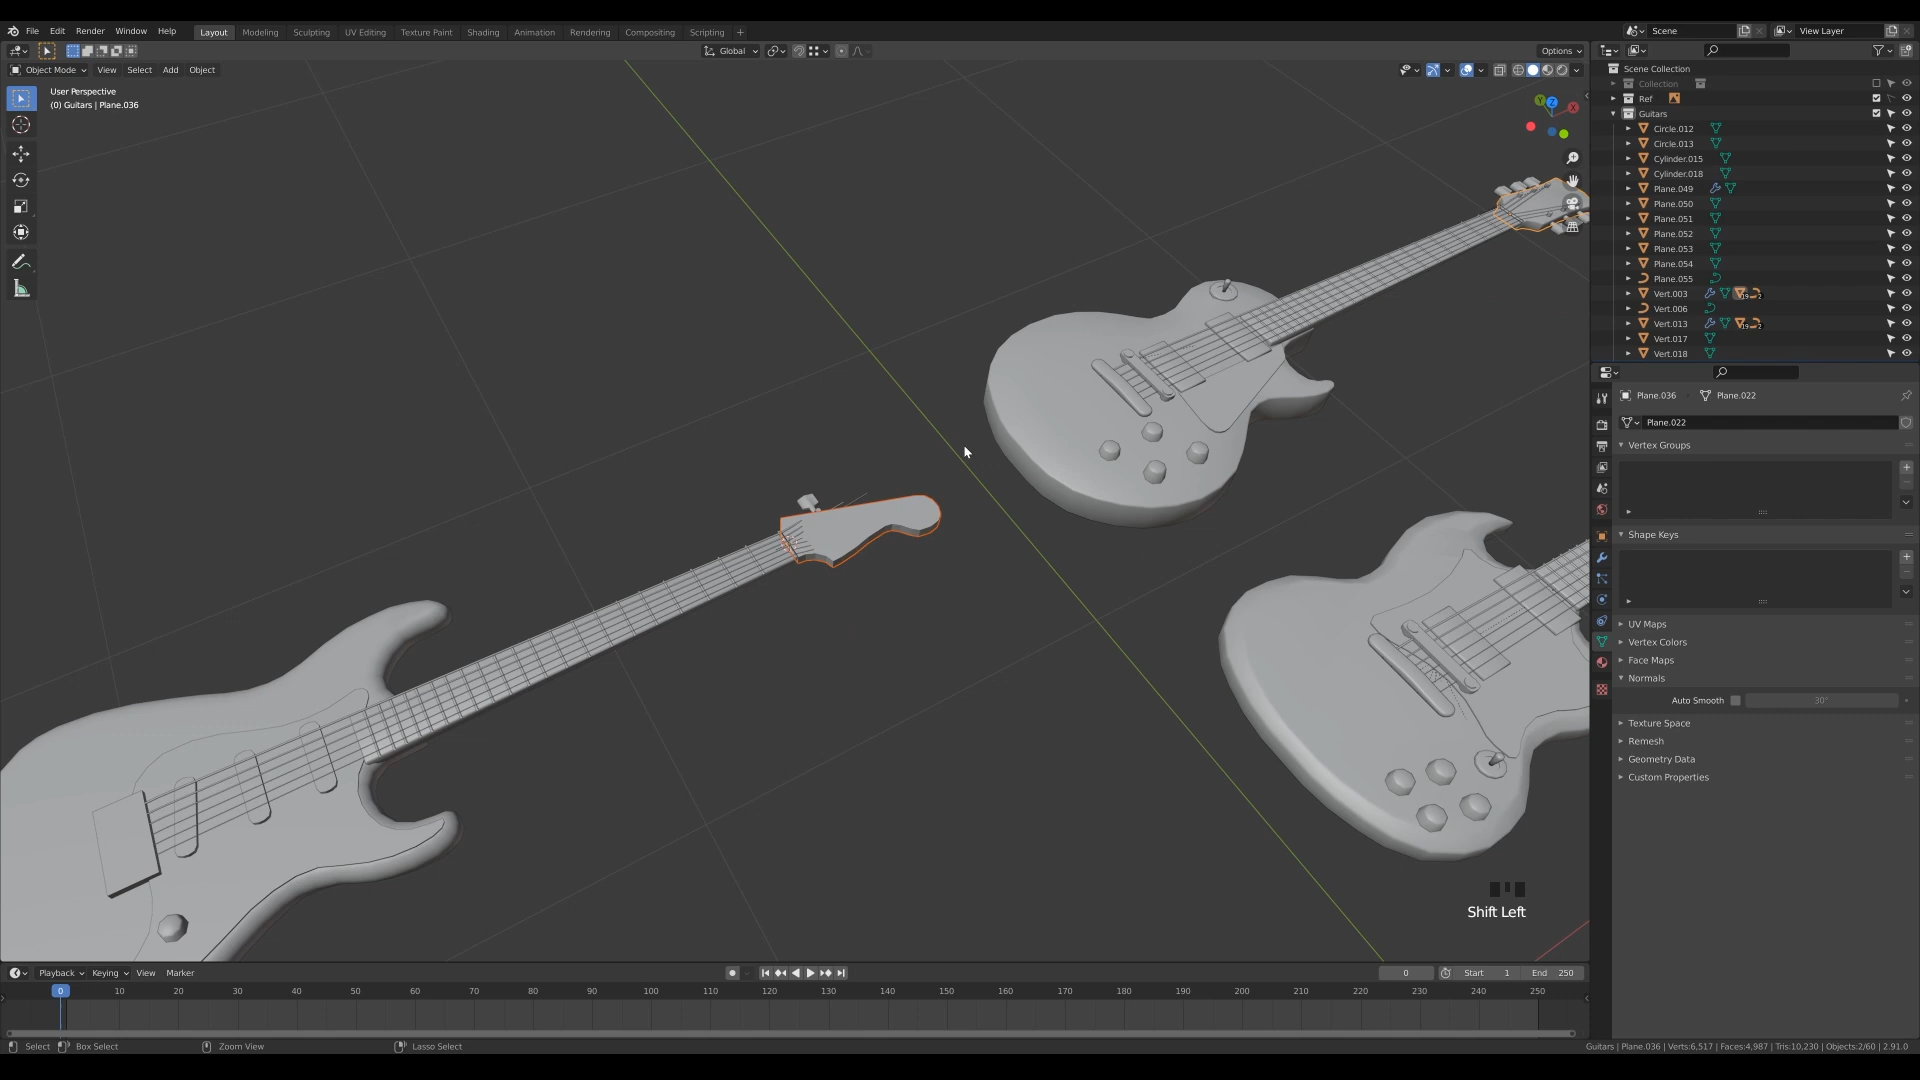 File Edit Render Window Help Layout Modeling Sculpting UV Editing Texture Paint Shading Animation Rendering Compositing Scripting +
Scene
View Layer
Global
Options
Object Mode View Select Add Object
User Perspective
(0) Guitars | Plane.036
Y Z X
Scene Collection
Collection
Ref
Guitars
Circle.012
Circle.013
Cylinder.015
Cylinder.018
Plane.049
Plane.050
Plane.051
Plane.052
Plane.053
Plane.054
Plane.055
Vert.003 19 2
Vert.006
Vert.013 19 2
Vert.017
Vert.018
Plane.036 Plane.022
Plane.022
Vertex Groups
Shape Keys
UV Maps
Vertex Colors
Face Maps
Normals
Auto Smooth 30°
Texture Space
Remesh
Geometry Data
Custom Properties
Shift Left
Playback Keying View Marker
0 Start 1 End 250
0 10 20 30 40 50 60 70 80 90 100 110 120 130 140 150 160 170 180 190 200 210 220 230 240 250
Select Box Select Zoom View Lasso Select
Guitars | Plane.036 | Verts:6,517 | Faces:4,987 | Tris:10,230 | Objects:2/60 | 2.91.0